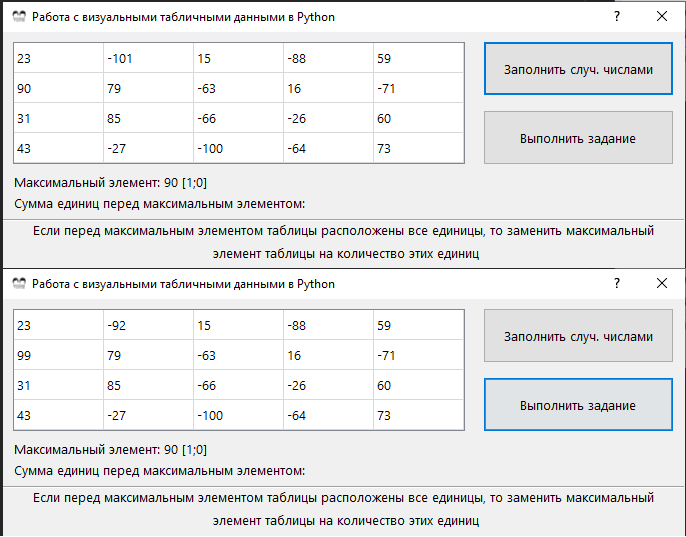 Работа с визуальными табличными данными в Python ?
23 -101 15 -88 59
90 79 -63 16 -71
31 85 -66 -26 60
43 -27 -100 -64 73
Заполнить случ. числами
Выполнить задание
Максимальный элемент: 90 [1;0]
Сумма единиц перед максимальным элементом:
Если перед максимальным элементом таблицы расположены все единицы, то заменить максимальный
элемент таблицы на количество этих единиц
Работа с визуальными табличными данными в Python ?
23 -92 15 -88 59
99 79 -63 16 -71
31 85 -66 -26 60
43 -27 -100 -64 73
Заполнить случ. числами
Выполнить задание
Максимальный элемент: 90 [1;0]
Сумма единиц перед максимальным элементом:
Если перед максимальным элементом таблицы расположены все единицы, то заменить максимальный
элемент таблицы на количество этих единиц